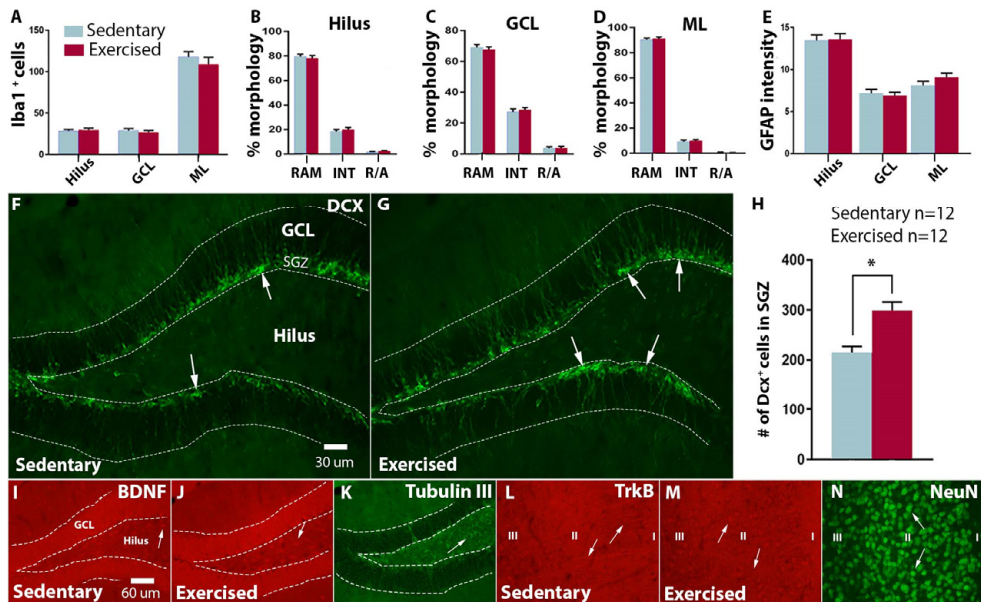 A
Sedentary
Exercised
Iba1 + cells
150
100
50
0
Hilus
GCL
ML
B
Hilus
% morphology
100
80
60
40
20
0
RAM INT R/A
C
GCL
% morphology
100
80
60
40
20
0
RAM INT R/A
D
ML
% morphology
100
80
60
40
20
0
RAM INT R/A
E
GFAP intensity
15
10
5
0
Hilus
GCL
ML
F
DCX
GCL
SGZ
Hilus
Sedentary
30 um
G
Exercised
H
Sedentary n=12
Exercised n=12
# of Dcx+ cells in SGZ
400
300
200
100
0
*
I
BDNF
GCL
Hilus
Sedentary
60 um
J
Exercised
K
Tubulin III
L
TrkB
III II I
Sedentary
M
III II I
Exercised
N
NeuN
III II I